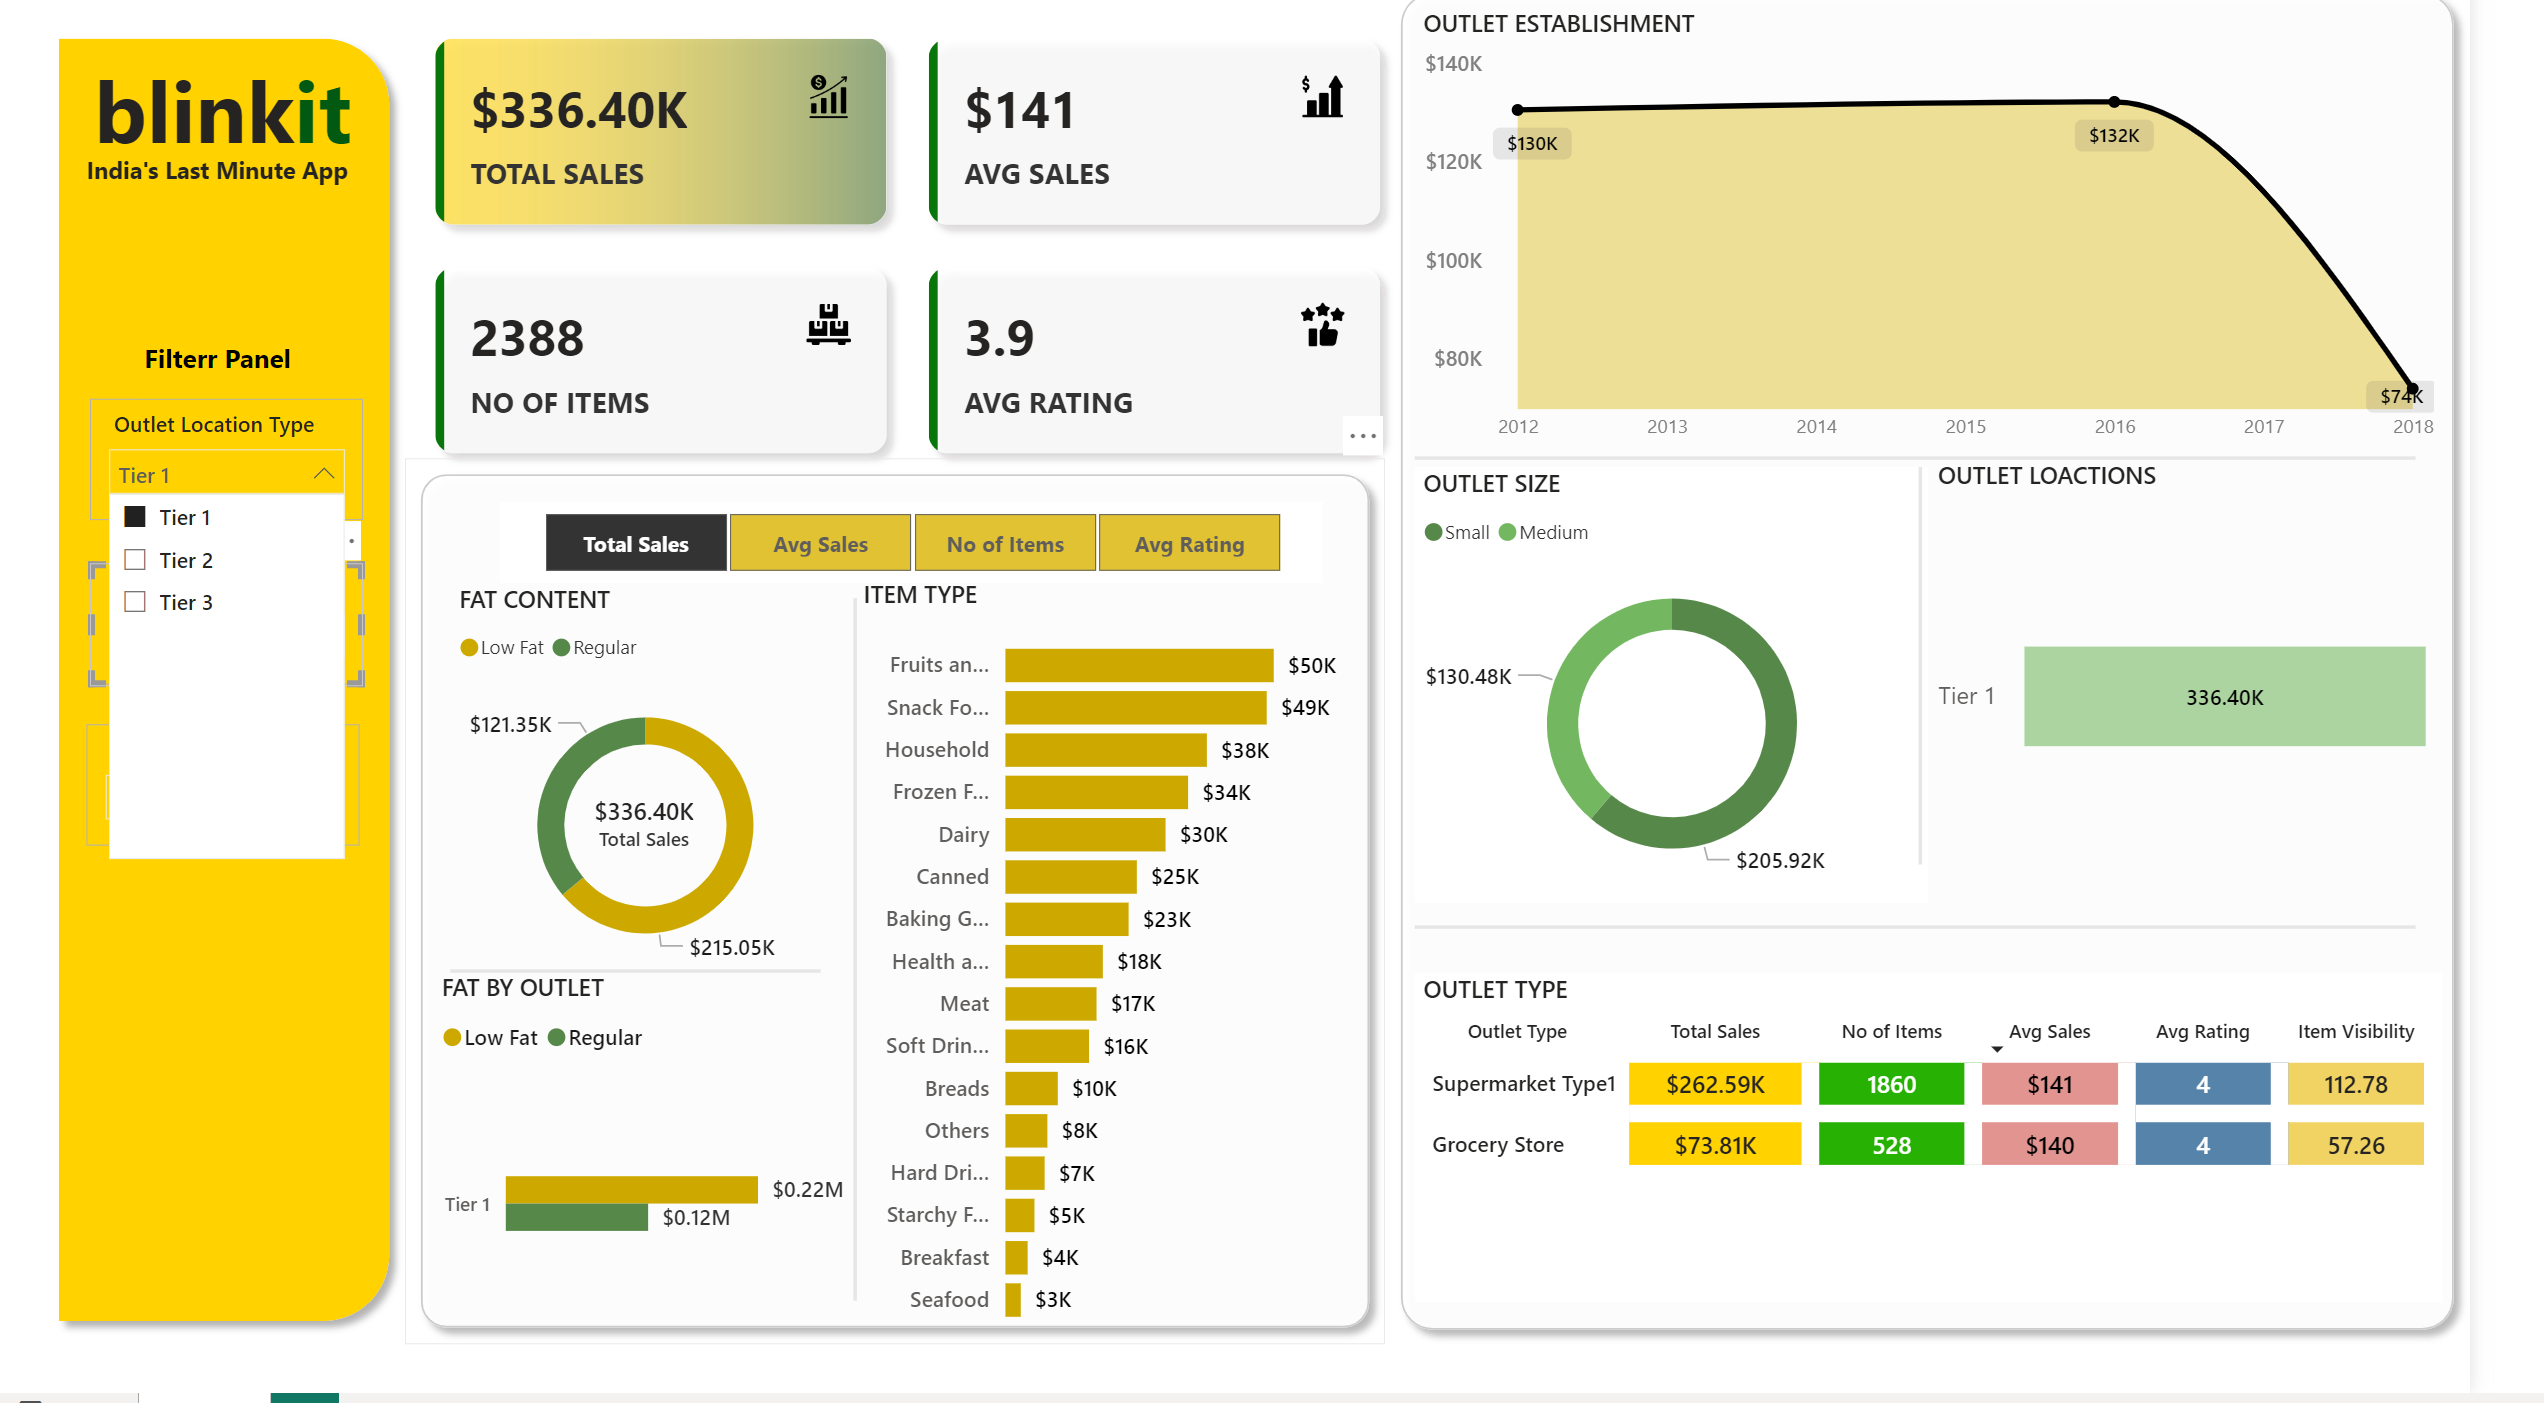 blinkit
India's Last Minute App
Filterr Panel
Outlet Location Type
Tier 1
Tier 1
Tier 2
Tier 3
$336.40K
TOTAL SALES
$141
AVG SALES
2388
NO OF ITEMS
3.9
AVG RATING
Total Sales
Avg Sales
No of Items
Avg Rating
FAT CONTENT
Low Fat Regular
$121.35K
$336.40K
Total Sales
$215.05K
FAT BY OUTLET
Low Fat Regular
Tier 1
$0.22M
$0.12M
ITEM TYPE
Fruits an... $50K
Snack Fo... $49K
Household $38K
Frozen F... $34K
Dairy $30K
Canned $25K
Baking G... $23K
Health a... $18K
Meat $17K
Soft Drin... $16K
Breads $10K
Others $8K
Hard Dri... $7K
Starchy F... $5K
Breakfast $4K
Seafood $3K
OUTLET ESTABLISHMENT
$140K
$120K
$100K
$80K
$130K
$132K
$74K
2012 2013 2014 2015 2016 2017 2018
OUTLET SIZE
Small Medium
$130.48K
$205.92K
OUTLET LOACTIONS
Tier 1 336.40K
OUTLET TYPE
Outlet Type Total Sales No of Items Avg Sales Avg Rating Item Visibility
Supermarket Type1 $262.59K 1860 $141 4 112.78
Grocery Store $73.81K 528 $140 4 57.26